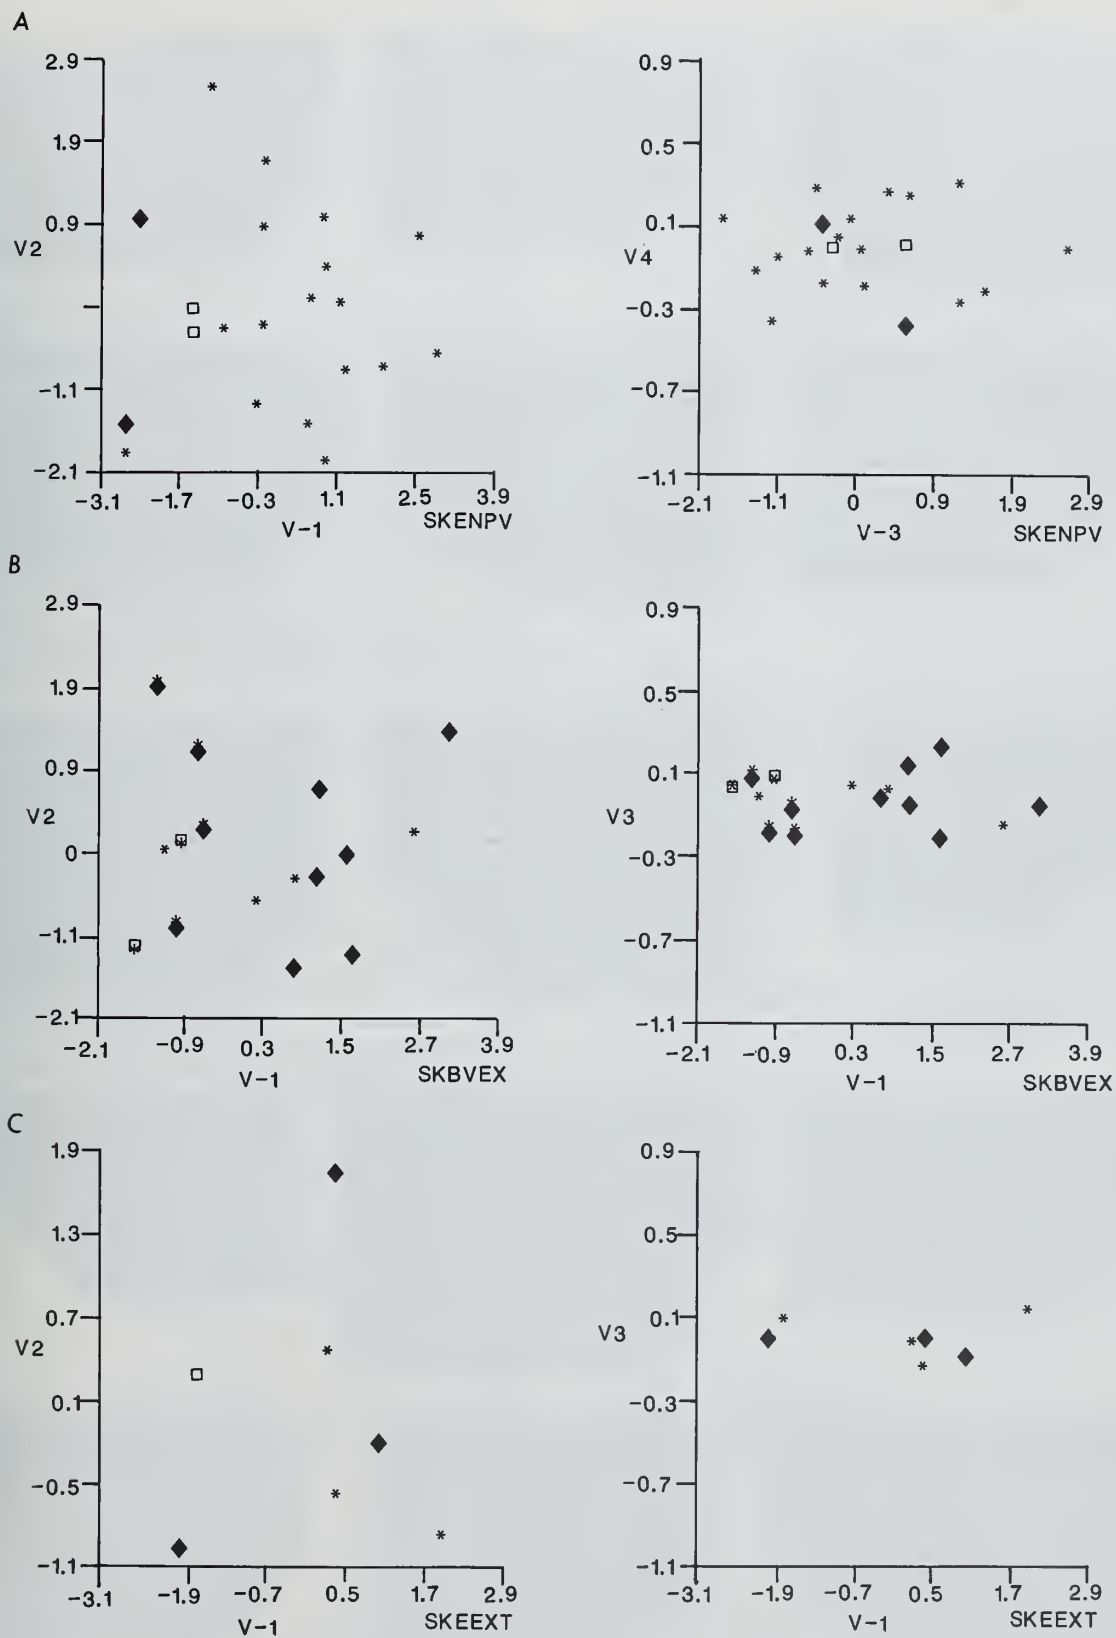 A
2.9
1.9
0.9
V2
-1.1
-2.1
-3.1 -1.7 -0.3 1.1 2.5 3.9
V-1 SKENPV
0.9
0.5
0.1
V4
-0.3
-0.7
-1.1
-2.1 -1.1 0 0.9 1.9 2.9
V-3 SKENPV
B
2.9
1.9
0.9
V2
0
-1.1
-2.1
-2.1 -0.9 0.3 1.5 2.7 3.9
V-1 SKBVEX
0.9
0.5
0.1
V3
-0.3
-0.7
-1.1
-2.1 -0.9 0.3 1.5 2.7 3.9
V-1 SKBVEX
C
1.9
1.3
0.7
V2
0.1
-0.5
-1.1
-3.1 -1.9 -0.7 0.5 1.7 2.9
V-1 SKEEXT
0.9
0.5
0.1
V3
-0.3
-0.7
-1.1
-3.1 -1.9 -0.7 0.5 1.7 2.9
V-1 SKEEXT